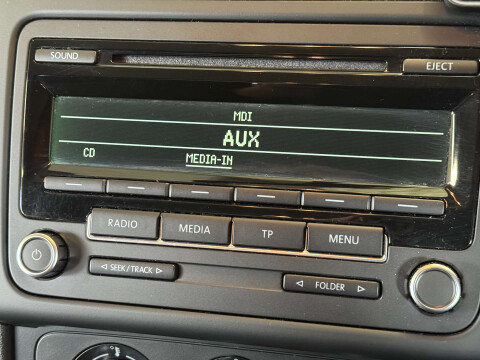 SOUND
EJECT
MDI
AUX
CD MEDIA-IN
RADIO MEDIA TP MENU
SEEK/TRACK
FOLDER